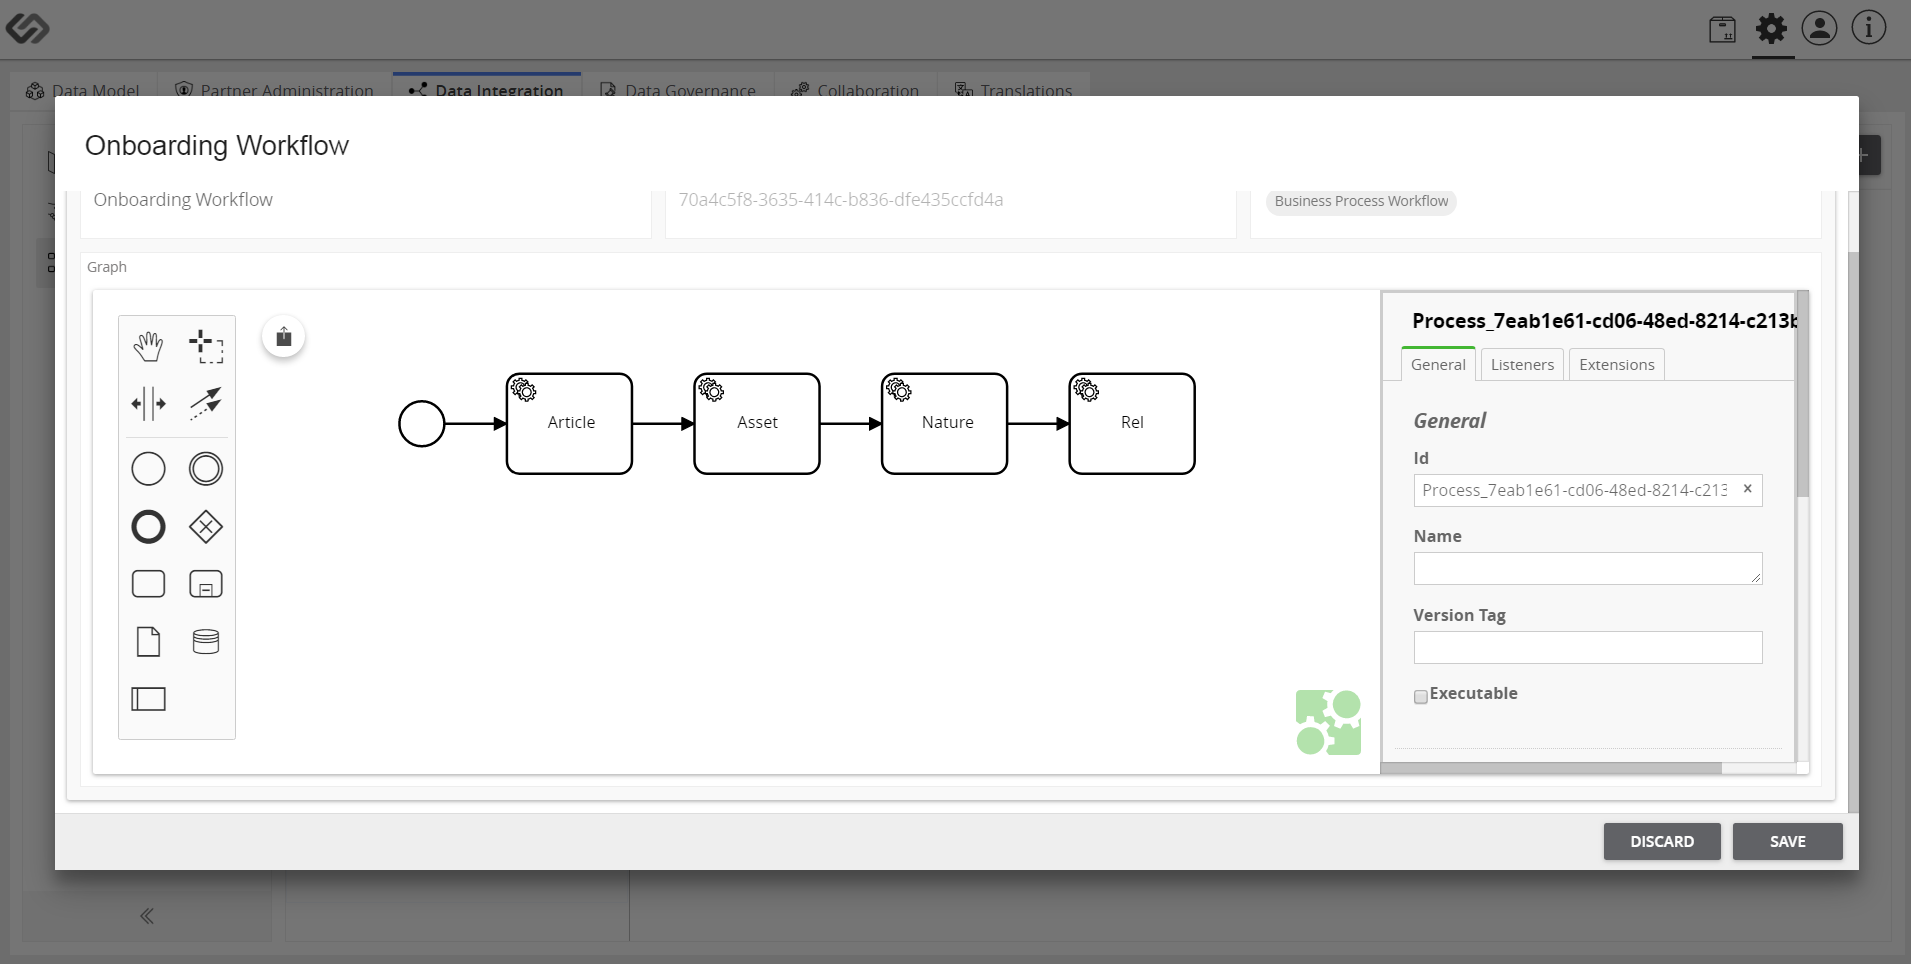 Data Model
Partner Administration
Data Integration
Data Governance
Collaboration
Translations
Onboarding Workflow
Onboarding Workflow
70a4c5f8-3635-414c-b836-dfe435ccfd4a
Business Process Workflow
Graph
Article
Asset
Nature
Rel
Process_7eab1e61-cd06-48ed-8214-c213b
General
Listeners
Extensions
General
Id
Process_7eab1e61-cd06-48ed-8214-c213
Name
Version Tag
Executable
DISCARD
SAVE